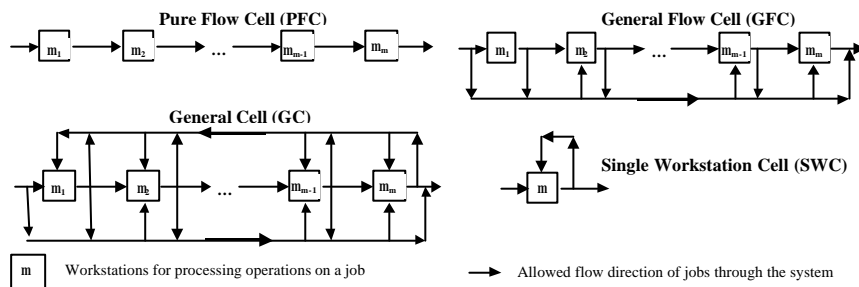 Pure Flow Cell (PFC)
m1 m2 ... mm-1 mm
General Flow Cell (GFC)
m1 m2 ... mm-1 mm
General Cell (GC)
m1 m2 ... mm-1 mm
Single Workstation Cell (SWC)
m
m Workstations for processing operations on a job
Allowed flow direction of jobs through the system